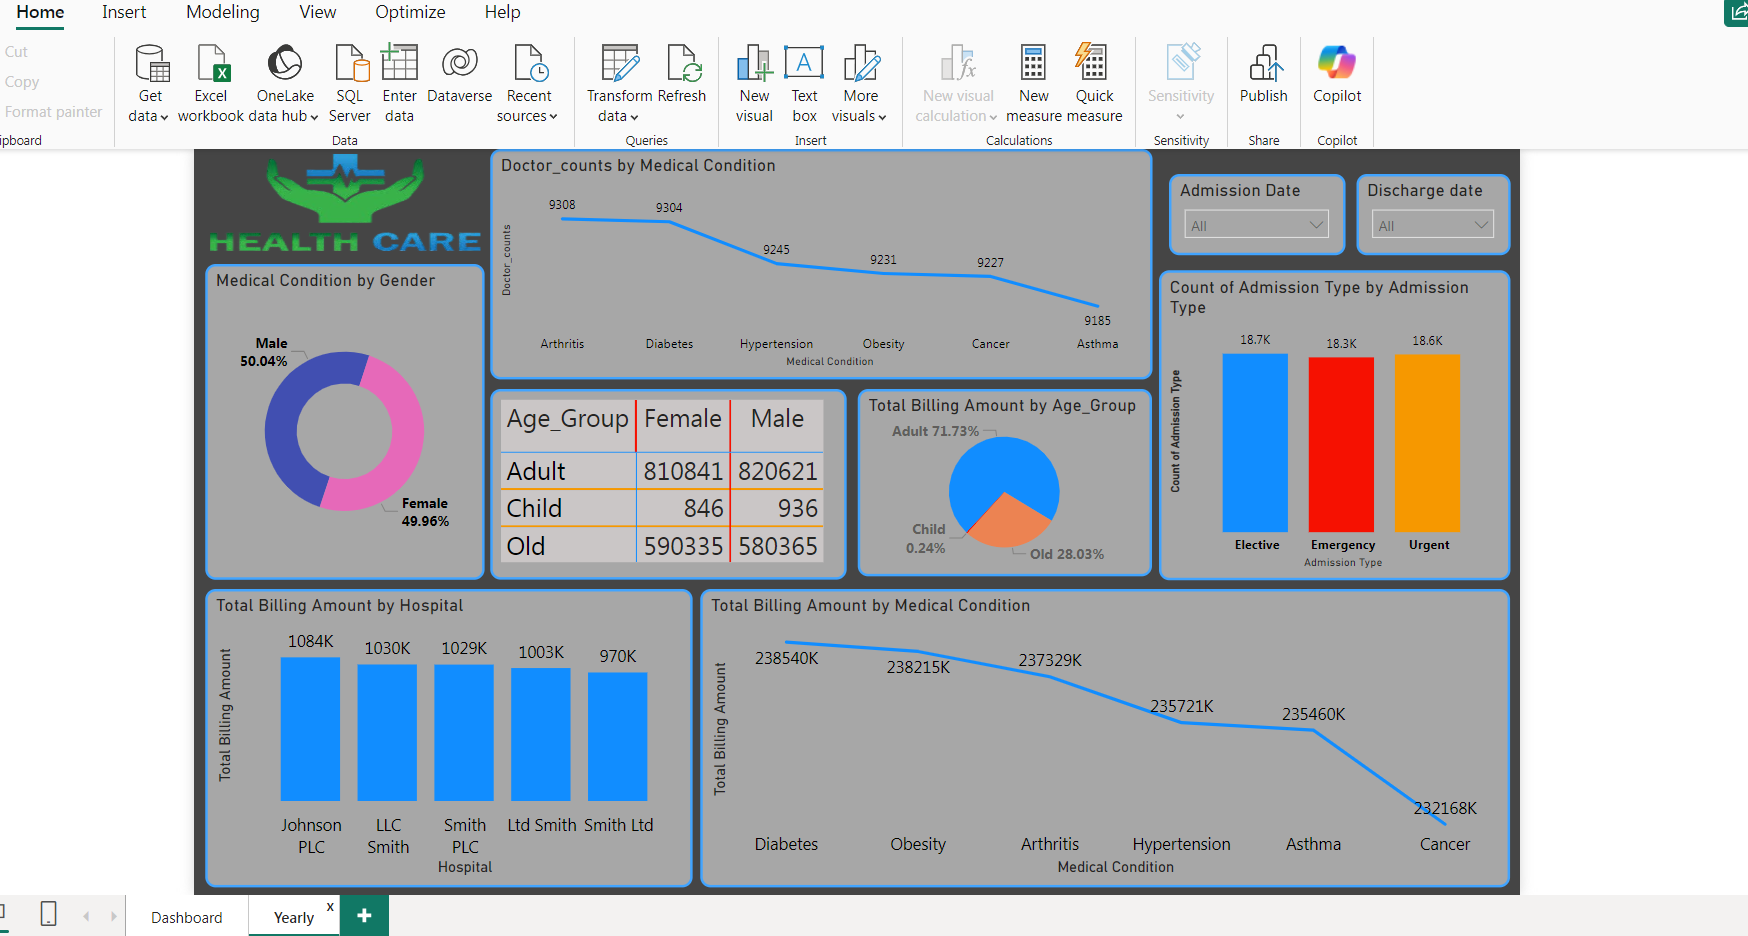 Home Insert Modeling View Optimize Help
Cut
Copy
Format painter
Get data
Excel workbook
OneLake data hub
SQL Server
Enter data
Dataverse
Recent sources
Data
Transform data
Refresh
Queries
New visual
Text box
More visuals
Insert
New visual calculation
New measure
Quick measure
Calculations
Sensitivity
Sensitivity
Publish
Share
Copilot
Copilot
HEALTH CARE
Doctor_counts by Medical Condition
Doctor_counts
9308
9304
9245
9231
9227
9185
Arthritis Diabetes Hypertension Obesity Cancer Asthma
Medical Condition
Admission Date
All
Discharge date
All
Medical Condition by Gender
Male
50.04%
Female
49.96%
Age_Group Female Male
Adult 810841 820621
Child 846 936
Old 590335 580365
Total Billing Amount by Age_Group
Adult 71.73%
Child
0.24%
Old 28.03%
Count of Admission Type by Admission
Type
Count of Admission Type
18.7K 18.3K 18.6K
Elective Emergency Urgent
Admission Type
Total Billing Amount by Hospital
Total Billing Amount
1084K 1030K 1029K 1003K 970K
Johnson PLC
LLC Smith
Smith PLC
Ltd Smith
Smith Ltd
Hospital
Total Billing Amount by Medical Condition
Total Billing Amount
238540K
238215K
237329K
235721K
235460K
232168K
Diabetes Obesity Arthritis Hypertension Asthma Cancer
Medical Condition
Dashboard Yearly x